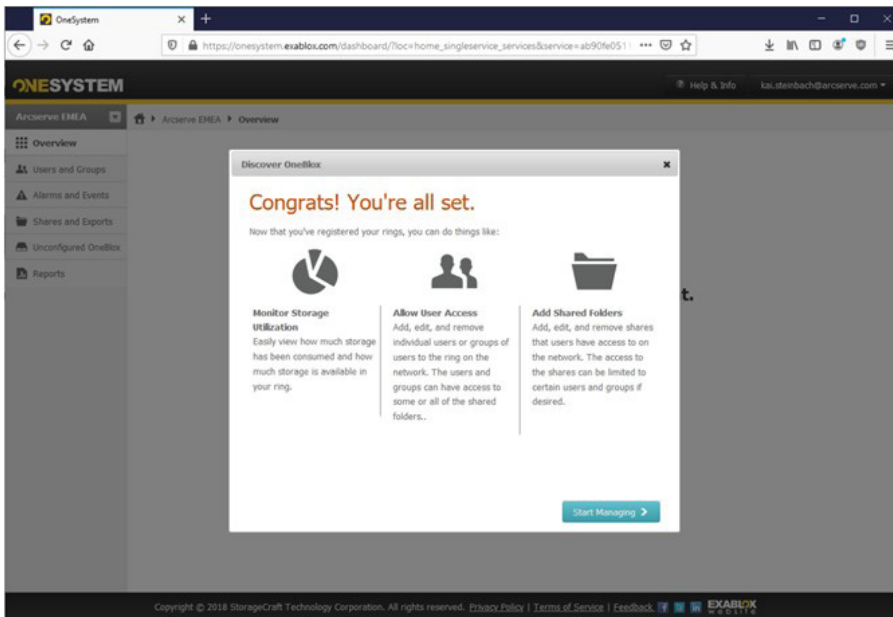 OneSystem
https://onesystem.exablox.com/dashboard/?loc=home_singleservice_services&service=ab90fe051
ONESYSTEM
Help & Info
kai.steinbach@arcserve.com
Arcserve EMEA
Arcserve EMEA
Overview
Overview
Users and Groups
Alarms and Events
Shares and Exports
Unconfigured OneBlox
Reports
Discover OneBlox
Congrats! You're all set.
Now that you've registered your rings, you can do things like:
Monitor Storage
Utilization
Easily view how much storage
has been consumed and how
much storage is available in
your ring.
Allow User Access
Add, edit, and remove
individual users or groups of
users to the ring on the
network. The users and
groups can have access to
some or all of the shared
folders..
Add Shared Folders
Add, edit, and remove shares
that users have access to on
the network. The access to
the shares can be limited to
certain users and groups if
desired.
t.
Start Managing
Copyright © 2018 StorageCraft Technology Corporation. All rights reserved. Privacy Policy | Terms of Service | Feedback
EXABLOX
website